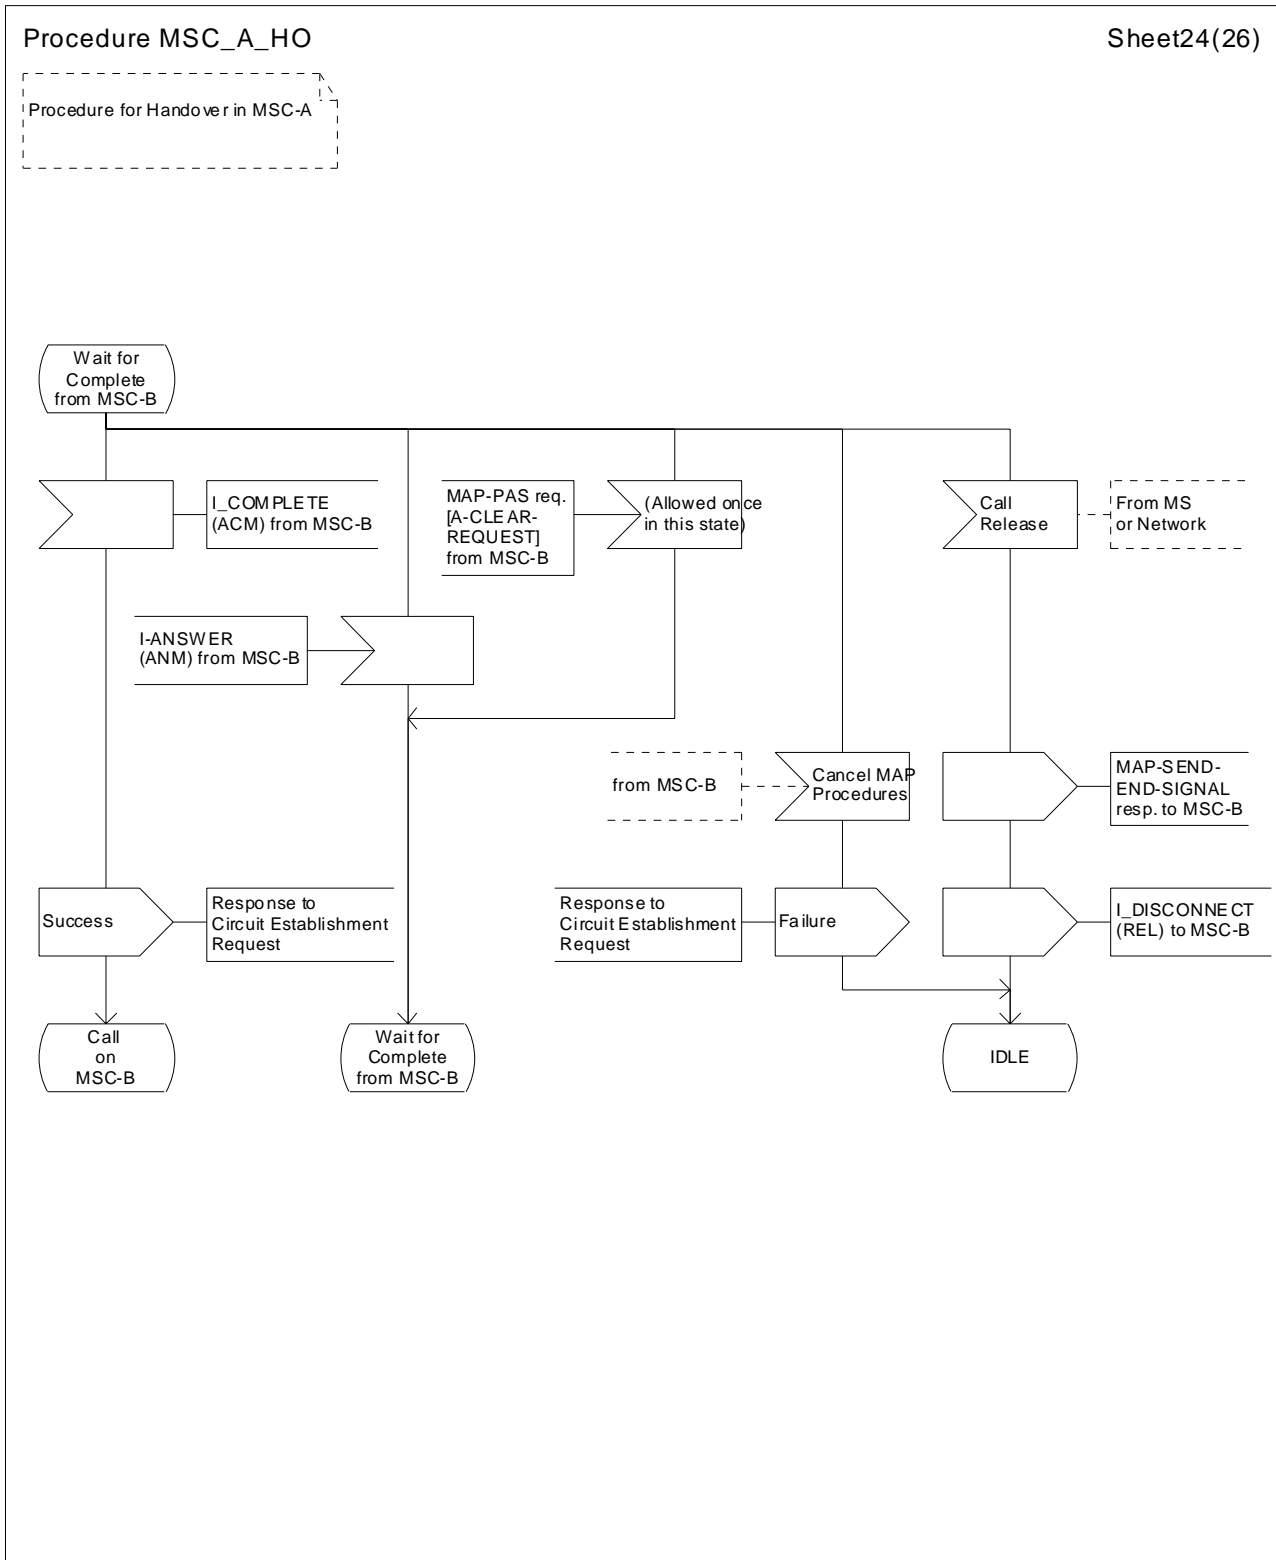 Procedure MSC_A_HO
Sheet24(26)
Procedure for Handover in MSC-A
Wait for
Complete
from MSC-B
I_COMPLETE
(ACM) from MSC-B
MAP-PAS req.
[A-CLEAR-
REQUEST]
from MSC-B
(Allowed once
in this state)
Call
Release
From MS
or Network
I-ANSWER
(ANM) from MSC-B
from MSC-B
Cancel MAP
Procedures
MAP-SEND-
END-SIGNAL
resp. to MSC-B
Success
Response to
Circuit Establishment
Request
Response to
Circuit Establishment
Request
Failure
I_DISCONNECT
(REL) to MSC-B
Call
on
MSC-B
Wait for
Complete
from MSC-B
IDLE